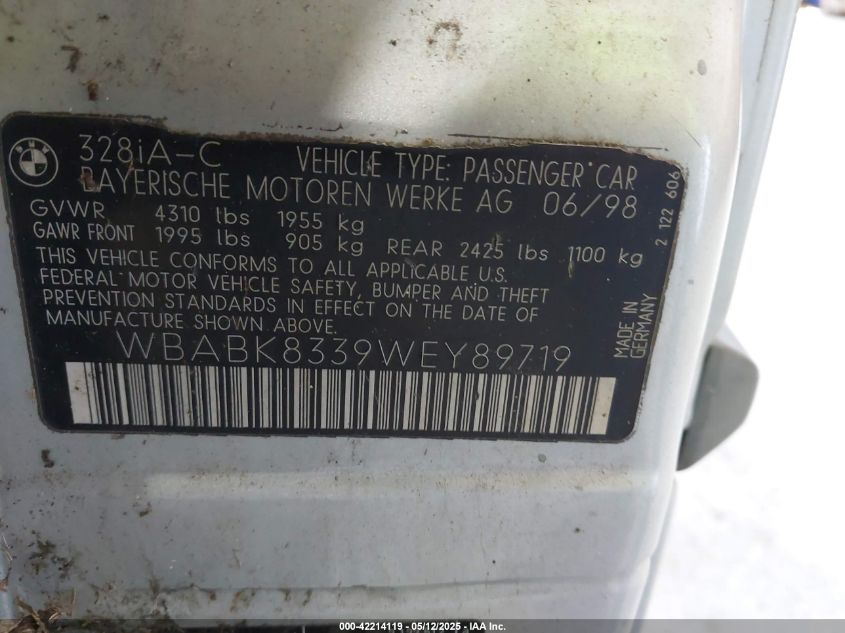 BMW
328iA-C VEHICLE TYPE: PASSENGER CAR
BAYERISCHE MOTOREN WERKE AG 06/98
GVWR 4310 lbs 1955 kg
GAWR FRONT 1995 lbs 905 kg REAR 2425 lbs 1100 kg
THIS VEHICLE CONFORMS TO ALL APPLICABLE U.S.
FEDERAL MOTOR VEHICLE SAFETY, BUMPER AND THEFT
PREVENTION STANDARDS IN EFFECT ON THE DATE OF
MANUFACTURE SHOWN ABOVE.
WBABK8339WEY89719
2 122 606
MADE IN
GERMANY
000-42214119 - 05/12/2025 - IAA Inc.